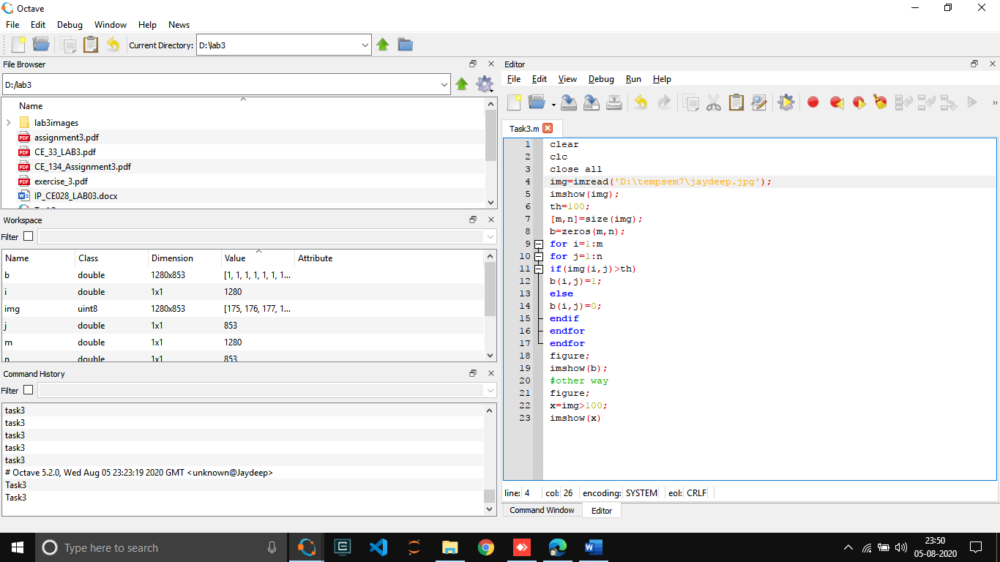 Octave
File Edit Debug Window Help News
Current Directory: D:\lab3
File Browser
D:/lab3
Name
lab3images
assignment3.pdf
CE_33_LAB3.pdf
CE_134_Assignment3.pdf
exercise_3.pdf
IP_CE028_LAB03.docx
Workspace
Filter
Name Class Dimension Value Attribute
b double 1280x853 [1, 1, 1, 1, 1, 1, 1...
i double 1x1 1280
img uint8 1280x853 [175, 176, 177, 1...
j double 1x1 853
m double 1x1 1280
n double 1x1 853
Command History
Filter
task3
task3
task3
task3
task3
# Octave 5.2.0, Wed Aug 05 23:23:19 2020 GMT <unknown@Jaydeep>
Task3
Task3
Editor
File Edit View Debug Run Help
Task3.m
1 clear
2 clc
3 close all
4 img=imread('D:\tempsem7\jaydeep.jpg');
5 imshow(img);
6 th=100;
7 [m,n]=size(img);
8 b=zeros(m,n);
9 for i=1:m
10 for j=1:n
11 if(img(i,j)>th)
12 b(i,j)=1;
13 else
14 b(i,j)=0;
15 endif
16 endfor
17 endfor
18 figure;
19 imshow(b);
20 #other way
21 figure;
22 x=img>100;
23 imshow(x)
line: 4 col: 26 encoding: SYSTEM eol: CRLF
Command Window Editor
Type here to search
23:50
05-08-2020